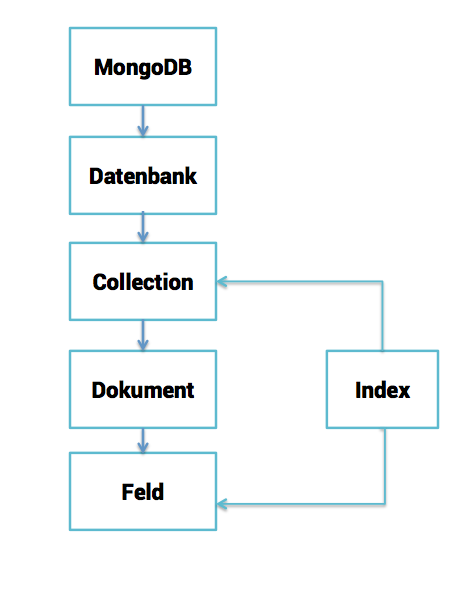 MongoDB
Datenbank
Collection
Dokument
Index
Feld